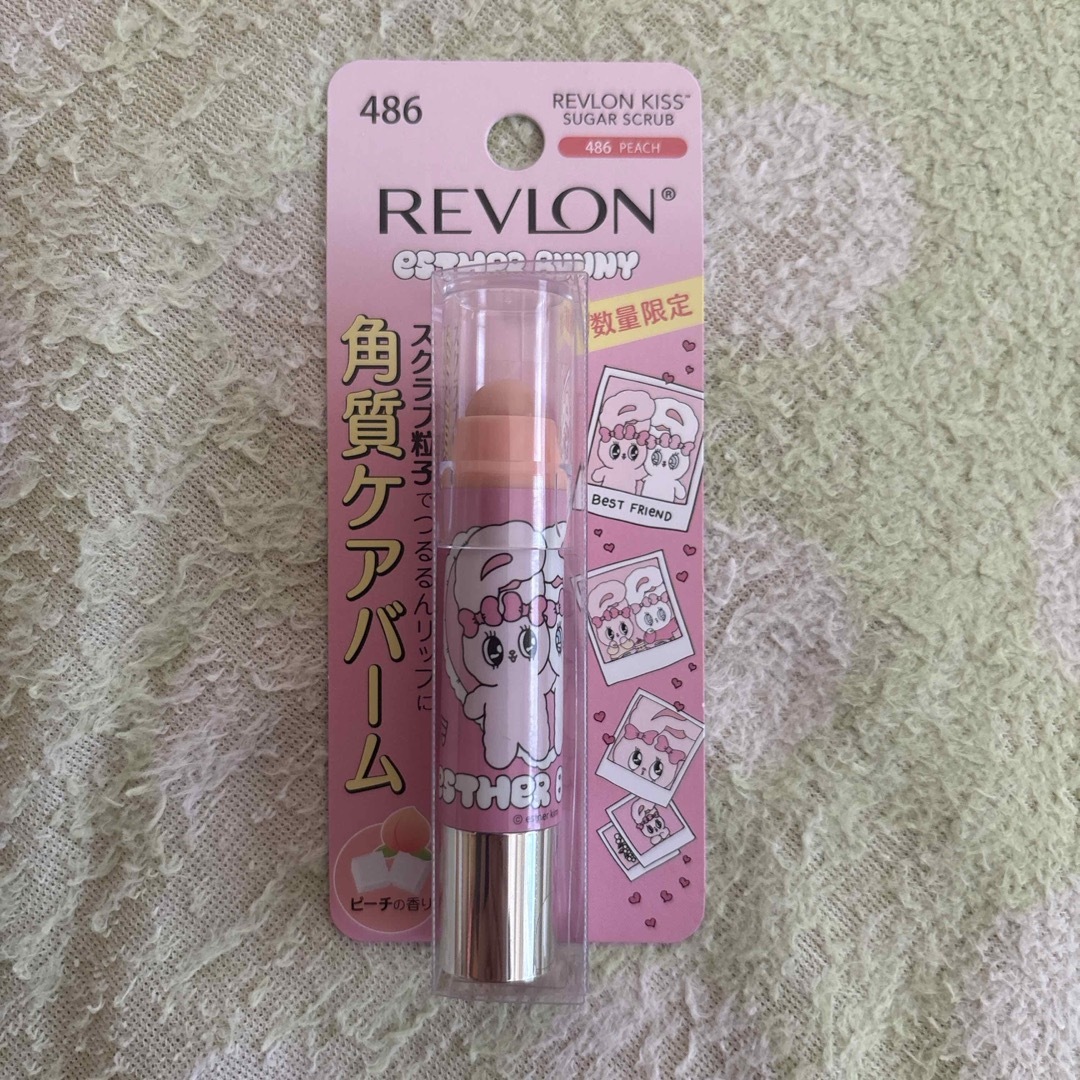 486
REVLON KISS™
SUGAR SCRUB
486 PEACH
REVLON®
esTHER BUNNY
数量限定
スクラブ粒子でつるるんリップに
角質ケアバーム
BEST FRIEND
ESTHER B
© esther kim
ピーチの香り